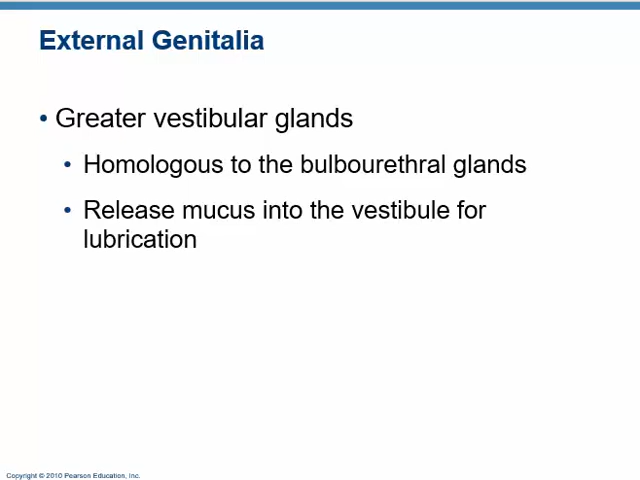 External Genitalia
• Greater vestibular glands
• Homologous to the bulbourethral glands
• Release mucus into the vestibule for
lubrication
Copyright © 2010 Pearson Education, Inc.